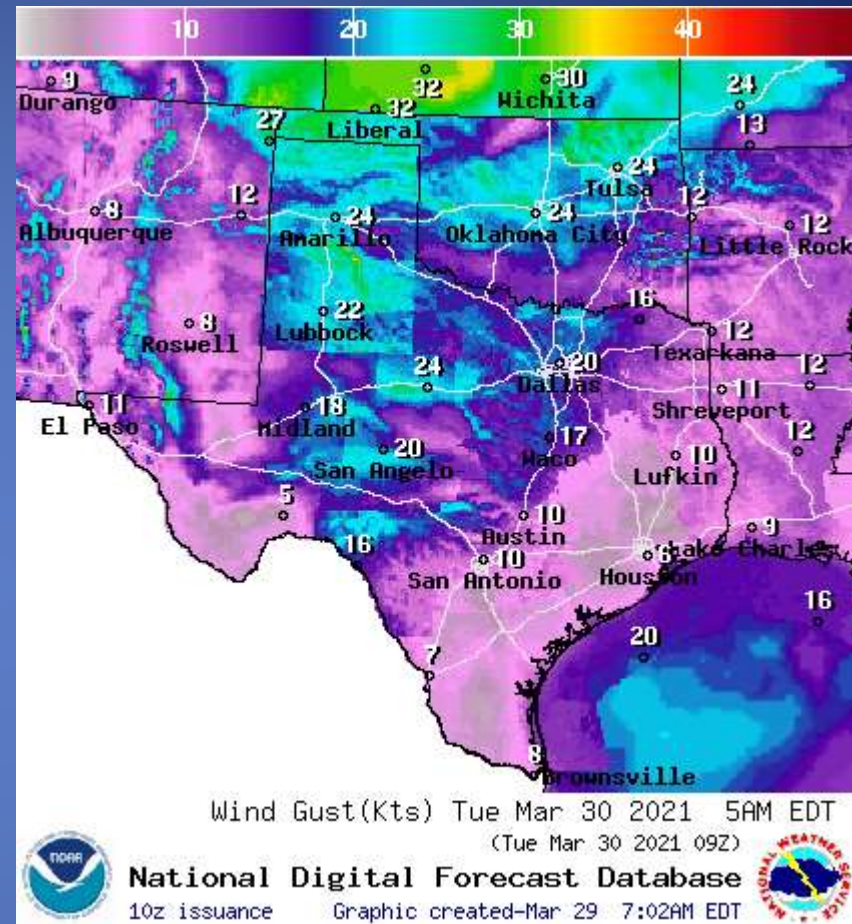 10 20 30 40
9 32 30 24
Durango 32 Wichita
27 Liberal 13
24
Tulsa
8 12 24 24 12 12
Albuquerque Amarillo Oklahoma City Little Rock
8 22 16
Roswell Lubbock 12
Texarkana
20
24 Dallas 11 12
11 18 Shreveport
El Paso Midland 17
20 Waco 10 12
San Angelo Lufkin
5 10 9
16 Austin Lake Charles
10 6
San Antonio Houston
16
7 20
8
Brownsville
Wind Gust(Kts) Tue Mar 30 2021 5AM EDT
(Tue Mar 30 2021 09Z)
NOAA
NATIONAL WEATHER SERVICE
National Digital Forecast Database
10z issuance Graphic created-Mar 29 7:02AM EDT